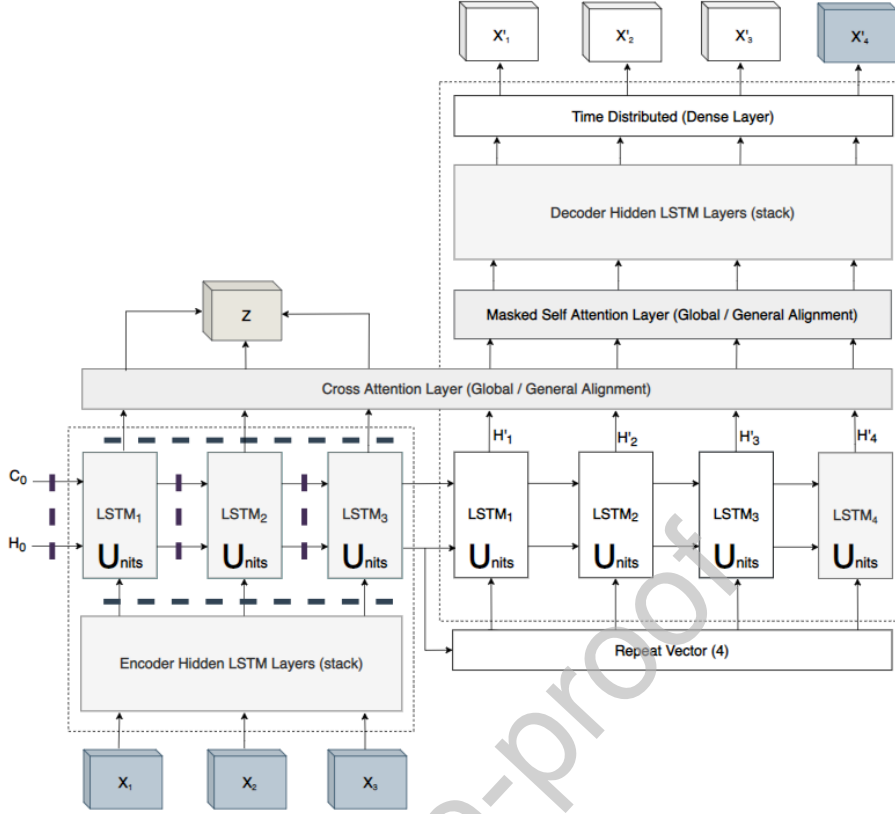 X'₁ X'₂ X'₃ X'₄
Time Distributed (Dense Layer)
Decoder Hidden LSTM Layers (stack)
Z
Masked Self Attention Layer (Global / General Alignment)
Cross Attention Layer (Global / General Alignment)
H'₁ H'₂ H'₃ H'₄
C₀
LSTM₁ LSTM₂ LSTM₃ LSTM₁ LSTM₂ LSTM₃ LSTM₄
H₀
Units Units Units Units Units Units Units
Encoder Hidden LSTM Layers (stack)
Repeat Vector (4)
X₁ X₂ X₃
-proof